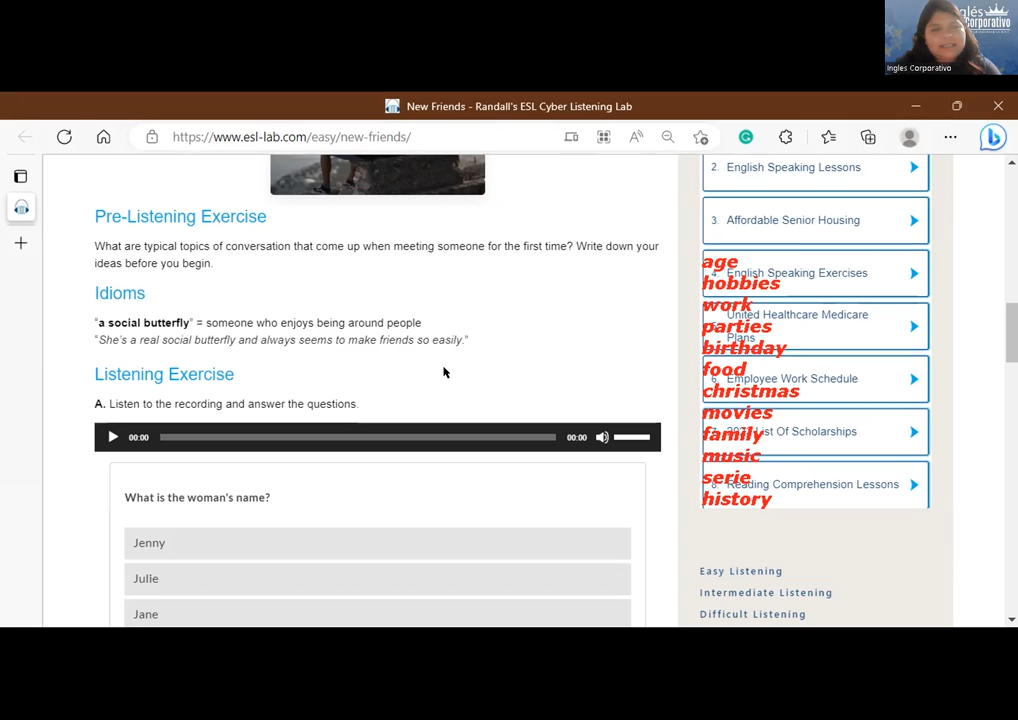 glés
Corporativo
Ingles Corporativo
New Friends - Randall's ESL Cyber Listening Lab
https://www.esl-lab.com/easy/new-friends/
Pre-Listening Exercise
What are typical topics of conversation that come up when meeting someone for the first time? Write down your
ideas before you begin.
Idioms
"a social butterfly" = someone who enjoys being around people
"She's a real social butterfly and always seems to make friends so easily."
Listening Exercise
A. Listen to the recording and answer the questions.
00:00 00:00
What is the woman's name?
Jenny
Julie
Jane
2. English Speaking Lessons
3. Affordable Senior Housing
4. English Speaking Exercises
United Healthcare Medicare
Plans
6. Employee Work Schedule
List Of Scholarships
8. Reading Comprehension Lessons
age
hobbies
work
parties
birthday
food
christmas
movies
family
music
serie
history
Easy Listening
Intermediate Listening
Difficult Listening